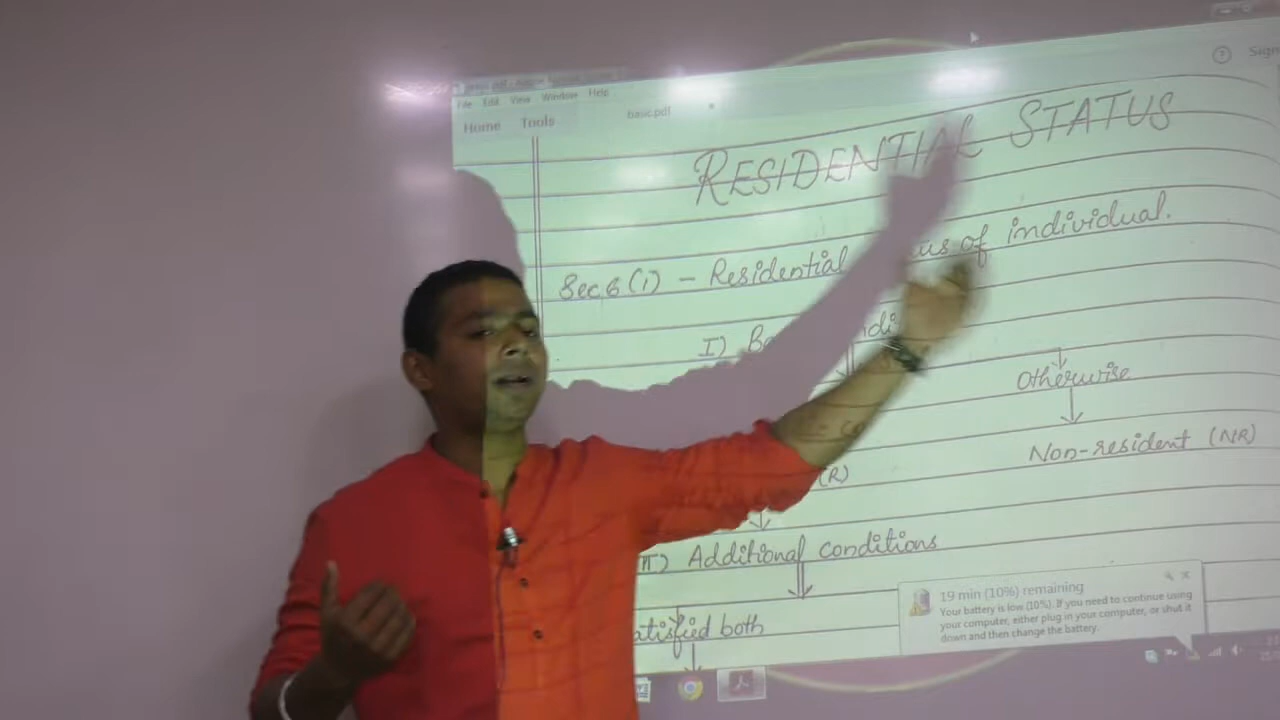 File Edit View Window Help
Home Tools
basic.pdf
Sign
RESIDENTIAL STATUS
Sec 6(1) - Residential of individual.
I)
Otherwise
(R)
Non-resident (NR)
II) Additional conditions
both
19 min (10%) remaining
Your battery is low (10%). If you need to continue using
your computer, either plug in your computer, or shut it
down and then change the battery.